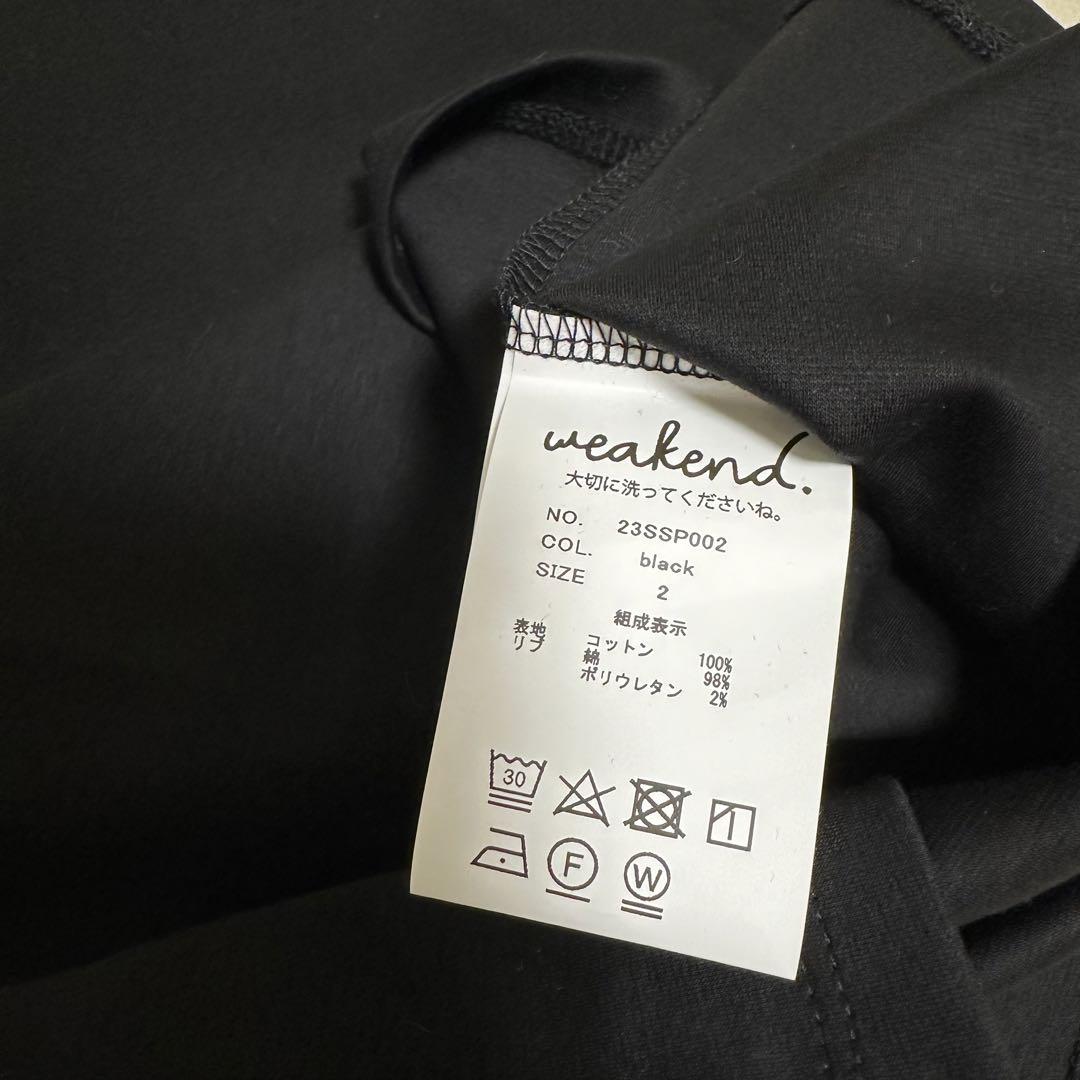 weakend.
大切に洗ってくださいね。
NO. 23SSP002
COL. black
SIZE 2
組成表示
表地 コットン 100%
リブ 綿 98%
ポリウレタン 2%
30
F W